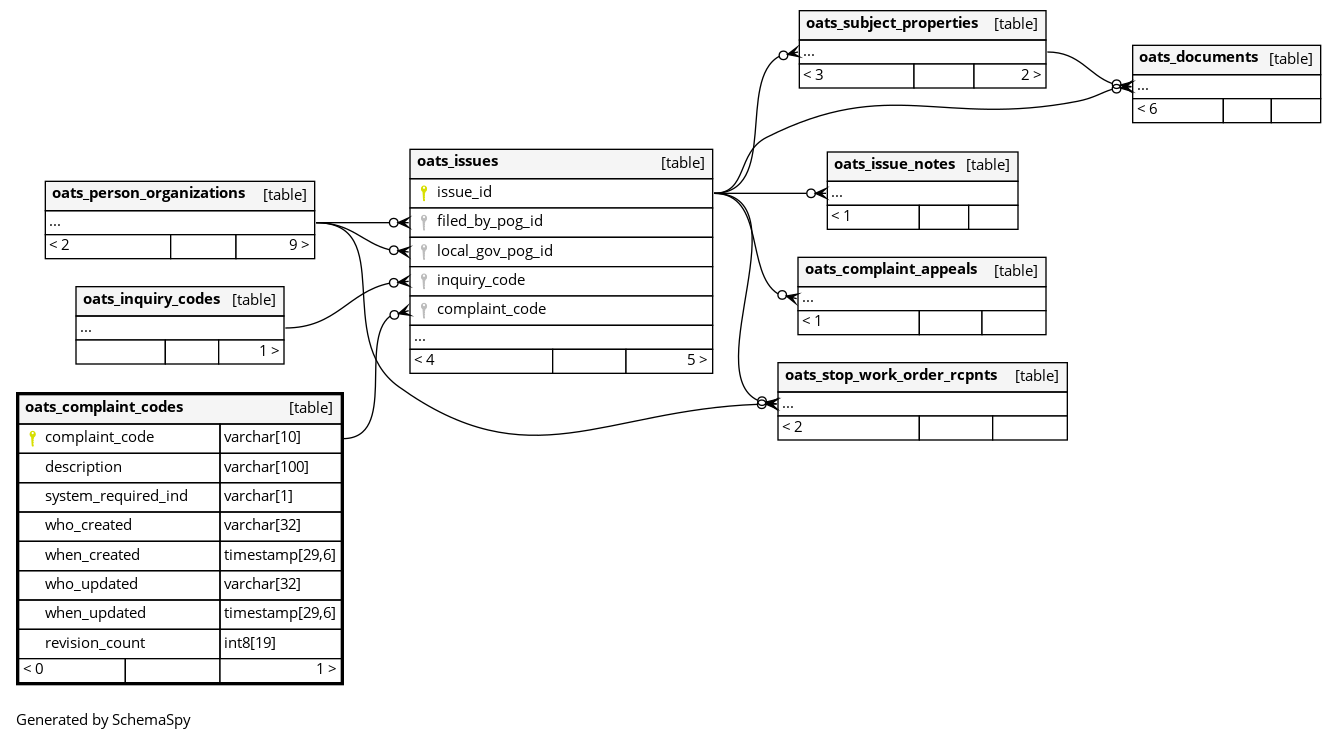 oats_subject_properties [table]
...
< 3 2 >
oats_documents [table]
...
< 6
oats_issues [table]
issue_id
filed_by_pog_id
local_gov_pog_id
inquiry_code
complaint_code
...
< 4 5 >
oats_issue_notes [table]
...
< 1
oats_person_organizations [table]
...
< 2 9 >
oats_complaint_appeals [table]
...
< 1
oats_inquiry_codes [table]
...
1 >
oats_stop_work_order_rcpnts [table]
...
< 2
oats_complaint_codes [table]
complaint_code varchar[10]
description varchar[100]
system_required_ind varchar[1]
who_created varchar[32]
when_created timestamp[29,6]
who_updated varchar[32]
when_updated timestamp[29,6]
revision_count int8[19]
< 0 1 >
Generated by SchemaSpy